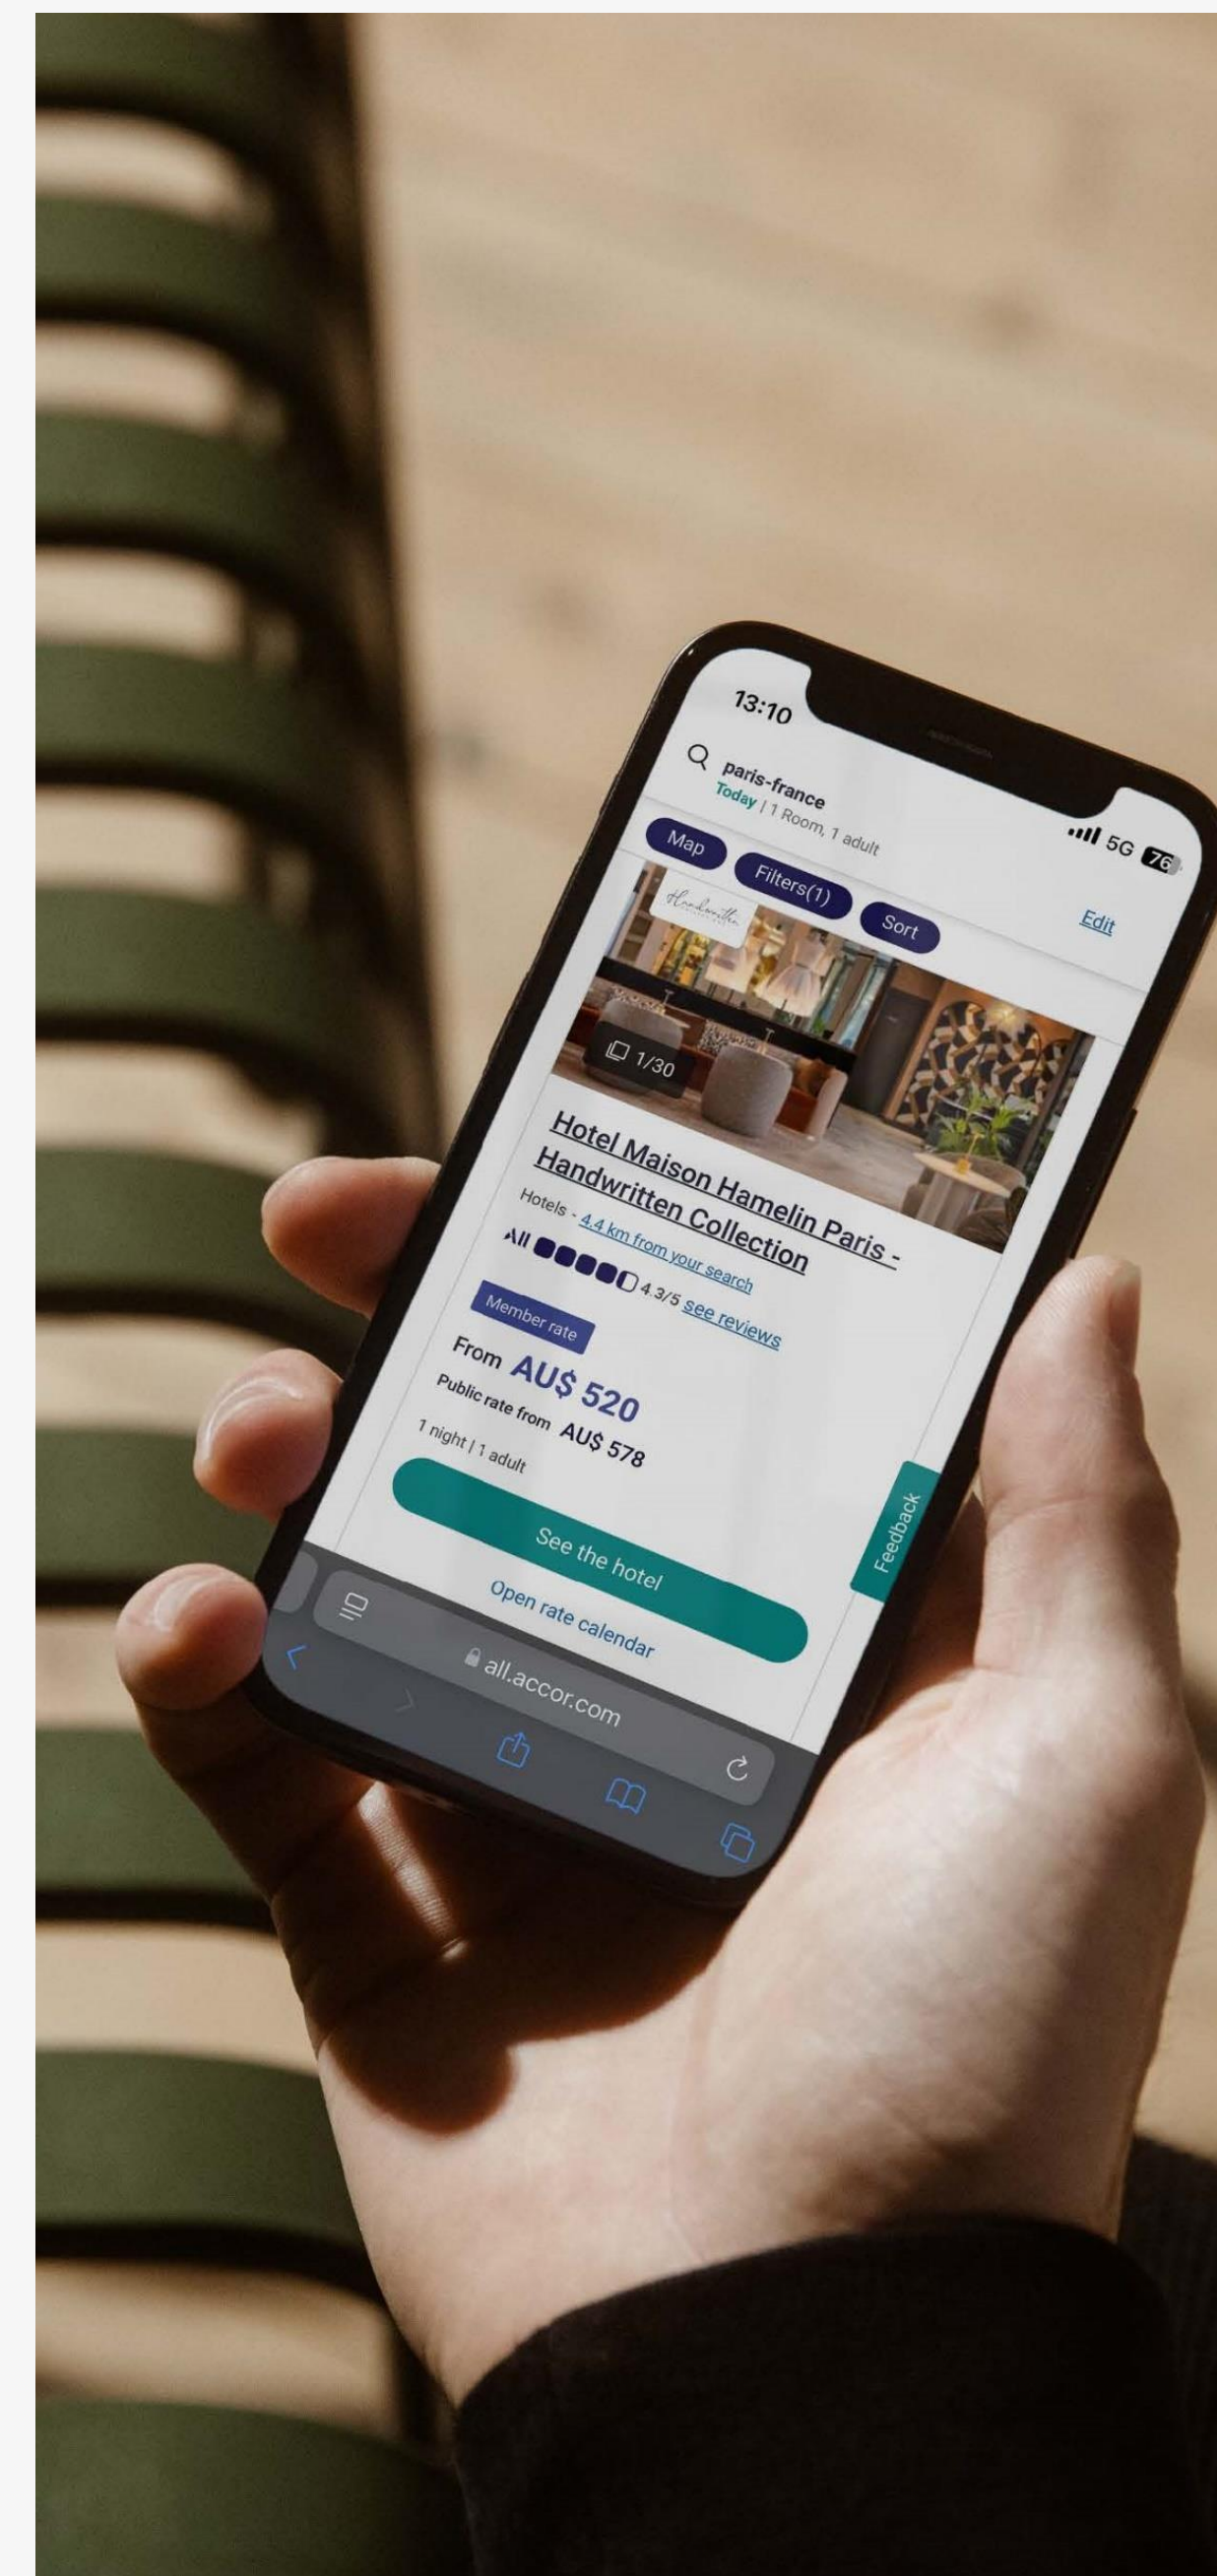 13:10
5G 76
paris-france
Today | 1 Room, 1 adult
Edit
Map
Filters(1)
Sort
Handwritten
1/30
Hotel Maison Hamelin Paris -
Handwritten Collection
Hotels - 4.4 km from your search
All 4.3/5 see reviews
Member rate
From AU$ 520
Public rate from AU$ 578
1 night | 1 adult
Feedback
See the hotel
Open rate calendar
all.accor.com